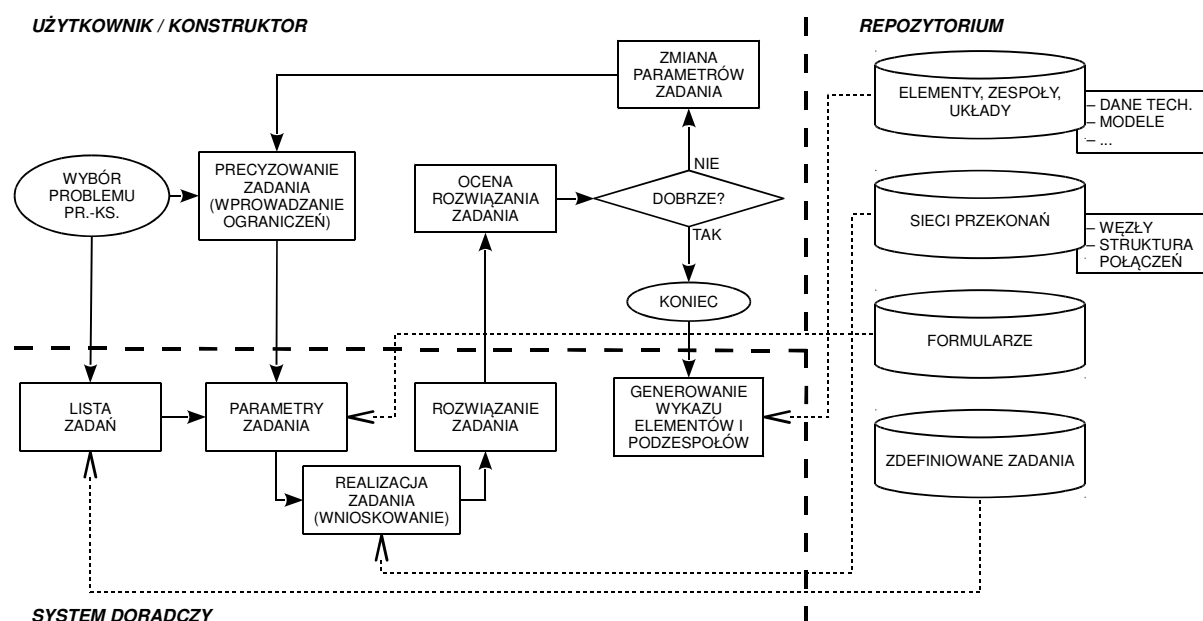 UŻYTKOWNIK / KONSTRUKTOR
REPOZYTORIUM
ZMIANA
PARAMETRÓW
ZADANIA
ELEMENTY, ZESPOŁY,
UKŁADY
– DANE TECH.
– MODELE
– ...
WYBÓR
PROBLEMU
PR.-KS.
PRECYZOWANIE
ZADANIA
(WPROWADZANIE
OGRANICZEŃ)
OCENA
ROZWIĄZANIA
ZADANIA
NIE
DOBRZE?
TAK
SIECI PRZEKONAŃ
– WĘZŁY
– STRUKTURA
POŁĄCZEŃ
KONIEC
FORMULARZE
LISTA
ZADAŃ
PARAMETRY
ZADANIA
ROZWIĄZANIE
ZADANIA
GENEROWANIE
WYKAZU
ELEMENTÓW I
PODZESPOŁÓW
ZDEFINIOWANE ZADANIA
REALIZACJA
ZADANIA
(WNIOSKOWANIE)
SYSTEM DORADCZY